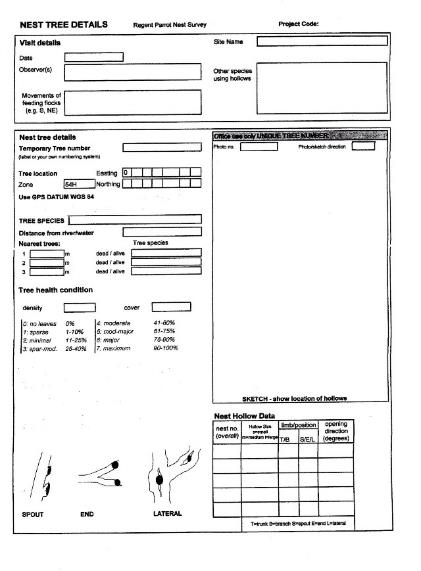 NEST TREE DETAILS Regent Parrot Nest Survey Project Code:
Visit details
Site Name
Date
Observer(s)
Other species
using hollows
Movements of
feeding flocks
(e.g. S, NE)
Nest tree details
Office use only UNIQUE TREE NUMBER
Temporary Tree number
(label or your own numbering system)
Photo no.
Photo/sketch direction
Tree location Easting 0
Zone 54H Northing
Use GPS DATUM WGS 84
TREE SPECIES
Distance from river/water
Nearest trees: Tree species
1 m dead / alive
2 m dead / alive
3 m dead / alive
Tree health condition
density cover
0: no leaves 0% 4: moderate 41-60%
1: sparse 1-10% 5: mod-major 61-75%
2: minimal 11-25% 6: major 76-90%
3: spar-mod. 26-40% 7. maximum 90-100%
SKETCH - show location of hollows
Nest Hollow Data
nest no. (overall) Hollow Size limb/position T/B S/E/L opening direction (degrees)
SPOUT END LATERAL
T=trunk B=branch S=spout E=end L=lateral